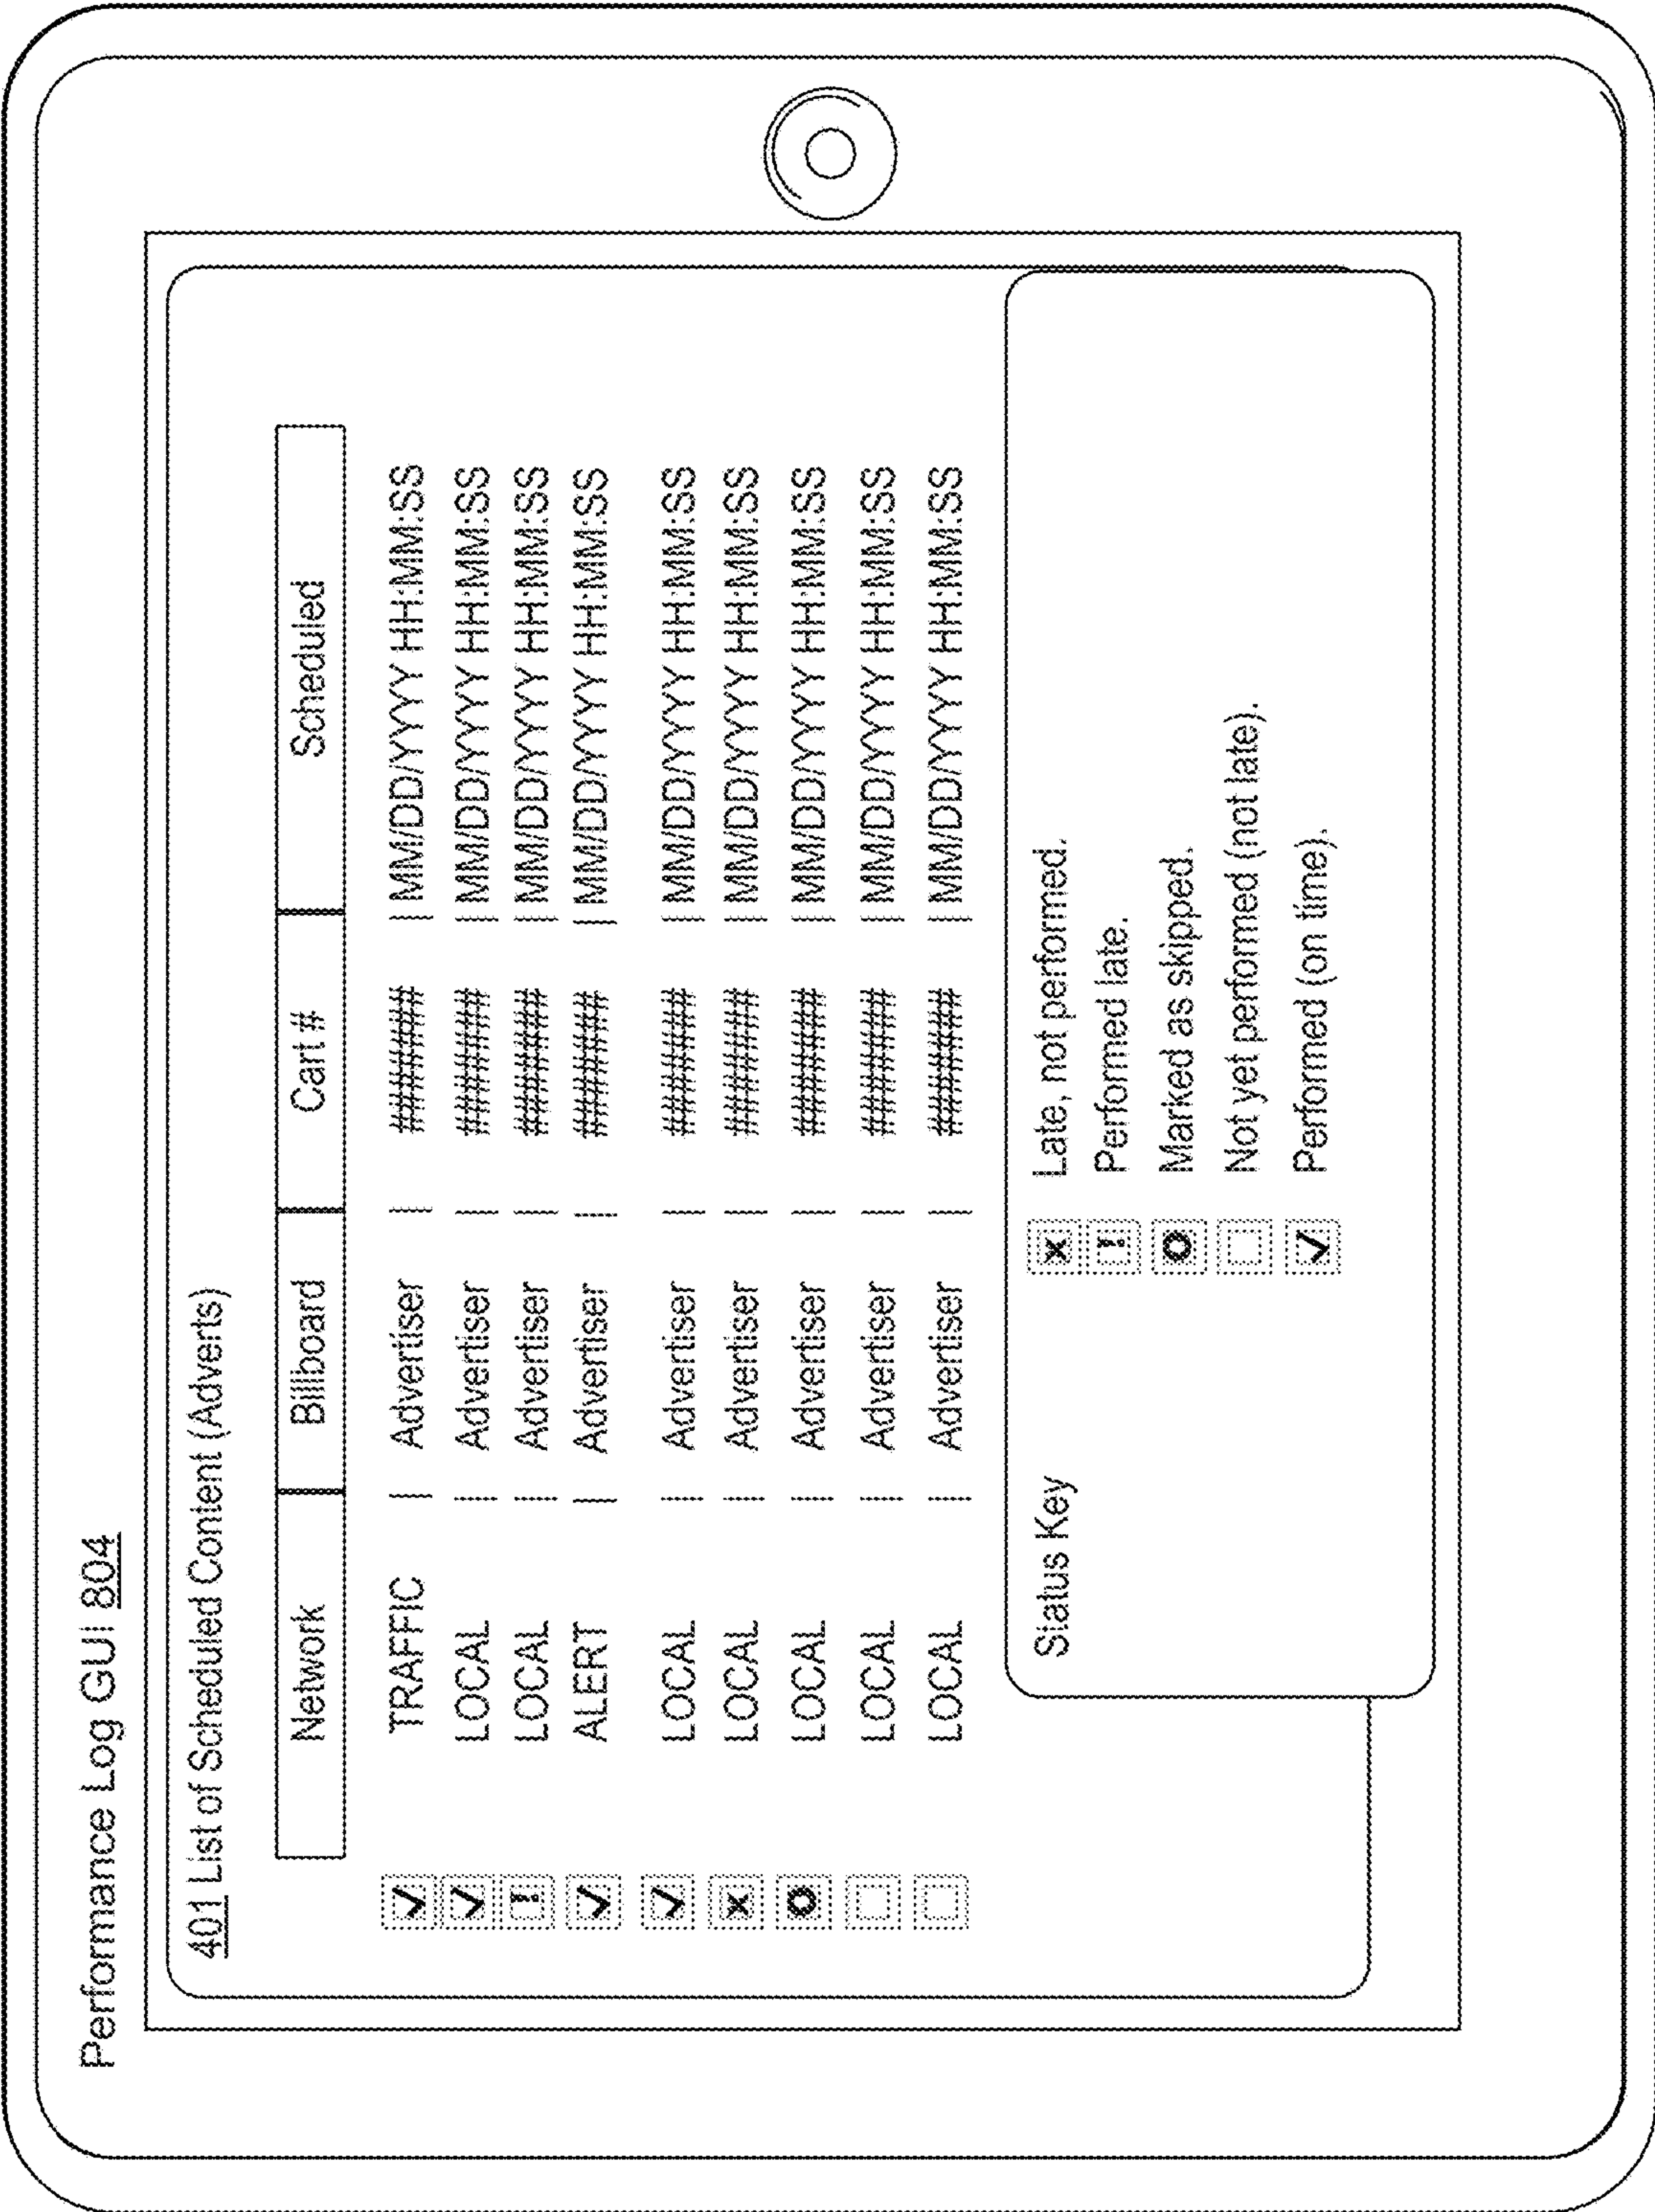 Performance Log GUI 804
401 List of Scheduled Content (Adverts)
Network Billboard Cart # Scheduled
TRAFFIC | Advertiser | ####### | MM/DD/YYYY HH:MM:SS
LOCAL | Advertiser | ####### | MM/DD/YYYY HH:MM:SS
! LOCAL | Advertiser | ####### | MM/DD/YYYY HH:MM:SS
ALERT | Advertiser | ####### | MM/DD/YYYY HH:MM:SS
LOCAL | Advertiser | ####### | MM/DD/YYYY HH:MM:SS
x LOCAL | Advertiser | ####### | MM/DD/YYYY HH:MM:SS
O LOCAL | Advertiser | ####### | MM/DD/YYYY HH:MM:SS
LOCAL | Advertiser | ####### | MM/DD/YYYY HH:MM:SS
LOCAL | Advertiser | ####### | MM/DD/YYYY HH:MM:SS
Status Key
x Late, not performed.
! Performed late.
O Marked as skipped.
Not yet performed (not late).
Performed (on time).